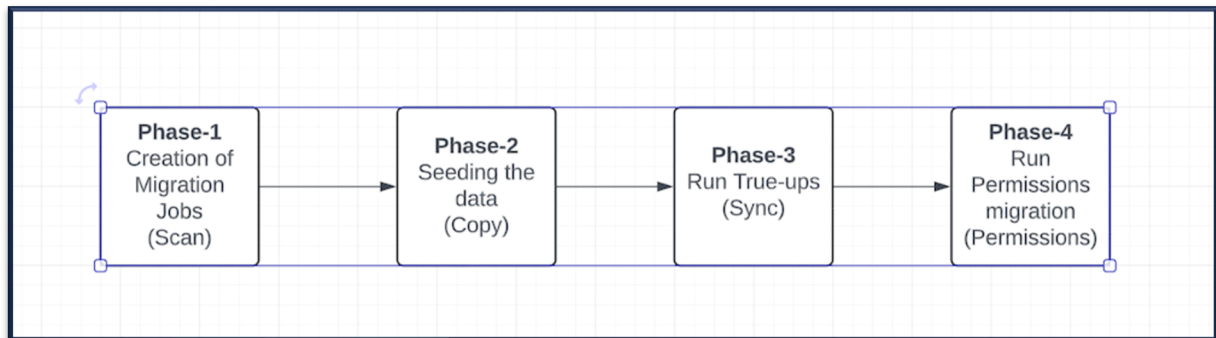 Phase-1
Creation of
Migration
Jobs
(Scan)
Phase-2
Seeding the
data
(Copy)
Phase-3
Run True-ups
(Sync)
Phase-4
Run
Permissions
migration
(Permissions)